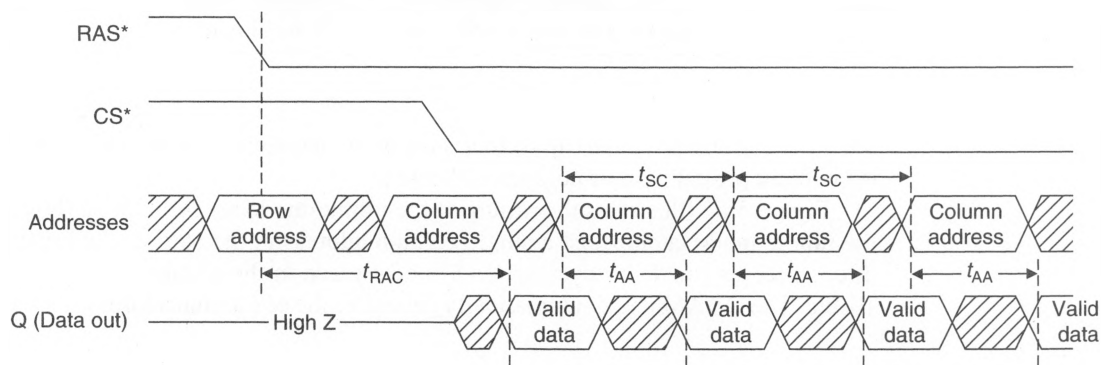 RAS*
CS*
t_SC t_SC
Addresses
Row address
Column address
Column address
Column address
Column address
t_RAC
t_AA t_AA t_AA
Q (Data out)
High Z
Valid data
Valid data
Valid data
Valid data